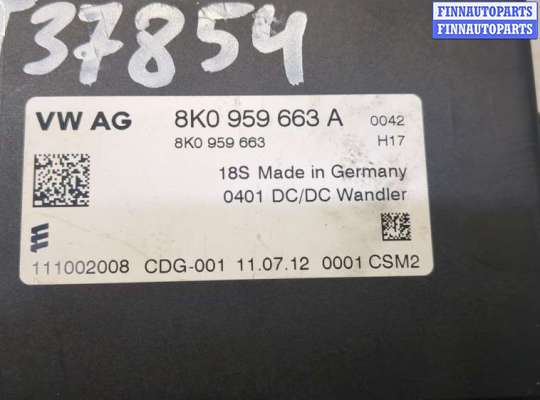 FINNAUTOPARTS
FINNAUTOPARTS
37854
VW AG 8K0 959 663 A 0042
8K0 959 663 H17
18S Made in Germany
0401 DC/DC Wandler
111002008 CDG-001 11.07.12 0001 CSM2